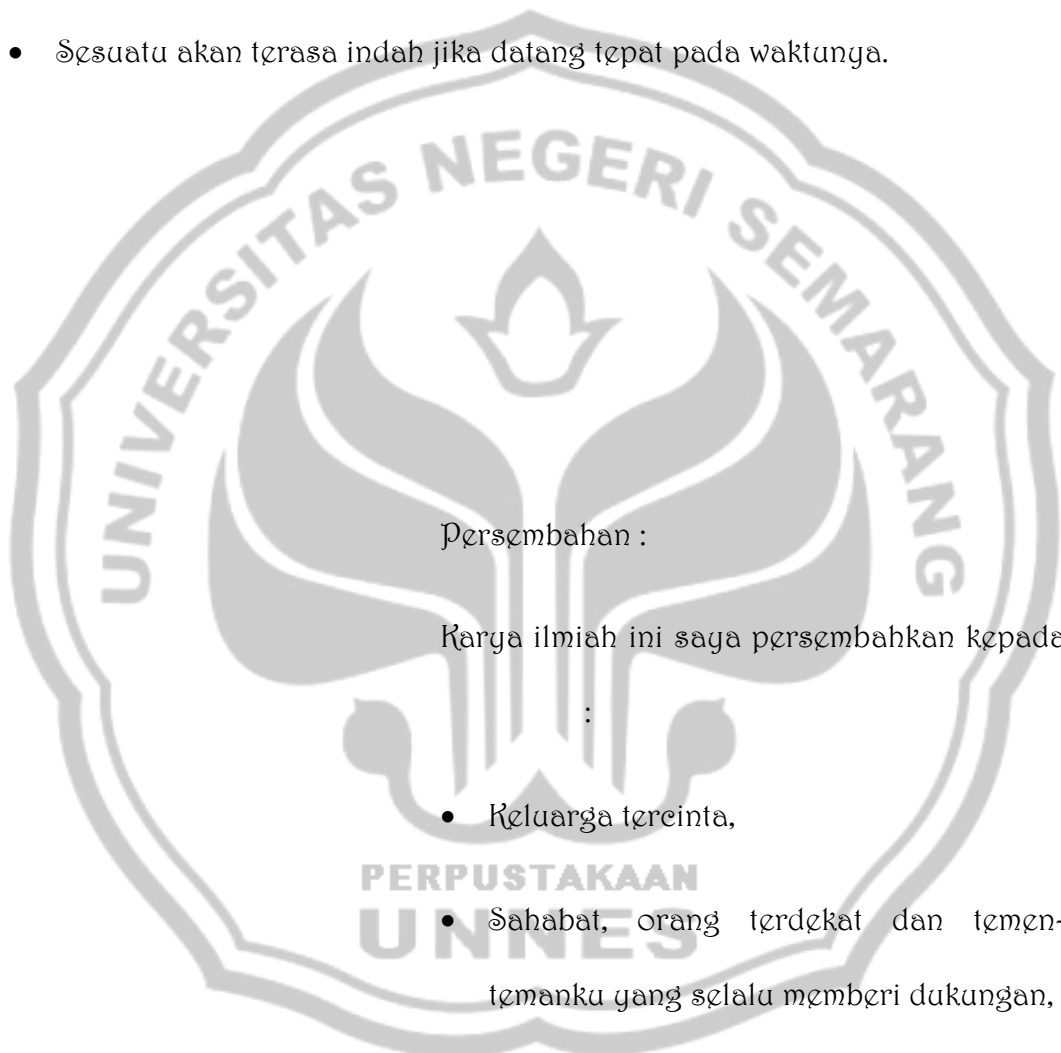 • Sesuatu akan terasa indah jika datang tepat pada waktunya.
UNIVERSITAS NEGERI SEMARANG
Persembahan :
Karya ilmiah ini saya persembahkan kepada
:
• Keluarga tercinta,
PERPUSTAKAAN
UNNES
• Sahabat, orang terdekat dan temen-
temanku yang selalu memberi dukungan,